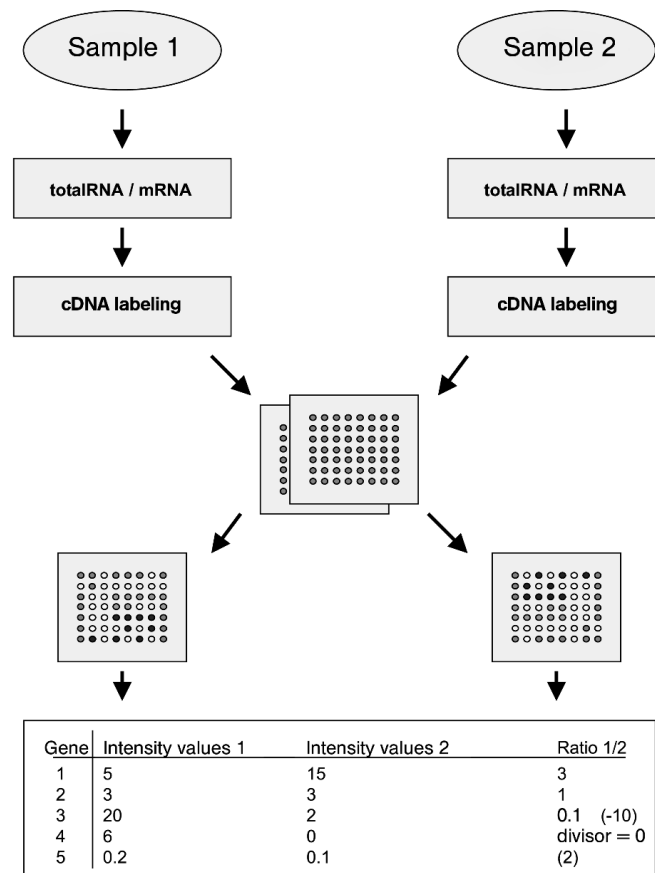 Sample 1 Sample 2
totalRNA / mRNA totalRNA / mRNA
cDNA labeling cDNA labeling
Gene Intensity values 1 Intensity values 2 Ratio 1/2
1 5 15 3
2 3 3 1
3 20 2 0.1 (-10)
4 6 0 divisor = 0
5 0.2 0.1 (2)